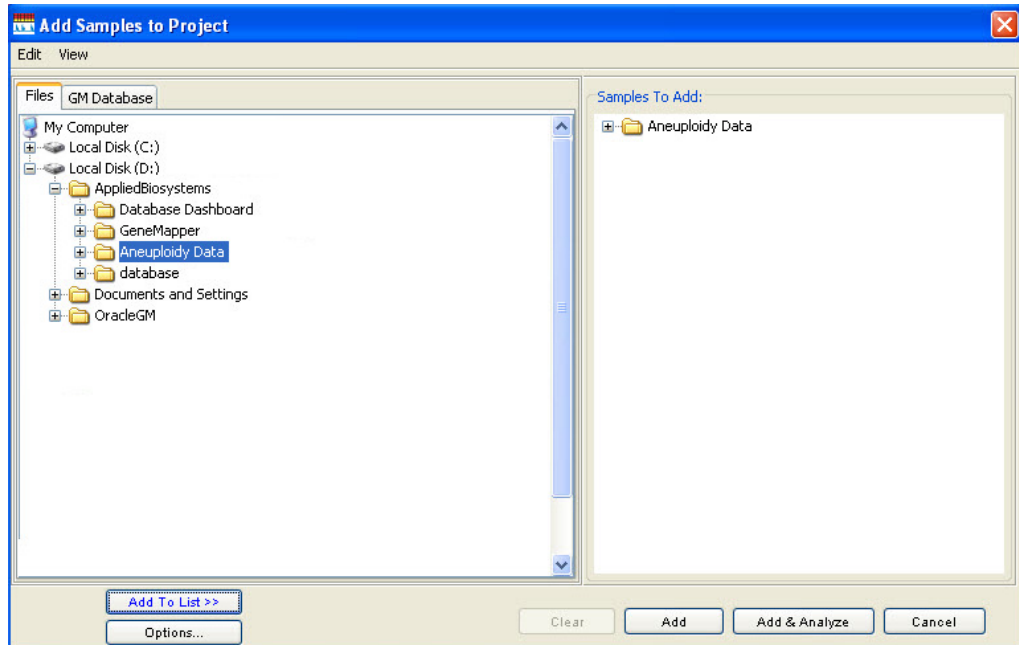 Add Samples to Project
Edit View
Files GM Database
My Computer
Local Disk (C:)
Local Disk (D:)
AppliedBiosystems
Database Dashboard
GeneMapper
Aneuploidy Data
database
Documents and Settings
OracleGM
Samples To Add:
Aneuploidy Data
Add To List >>
Options...
Clear Add Add & Analyze Cancel